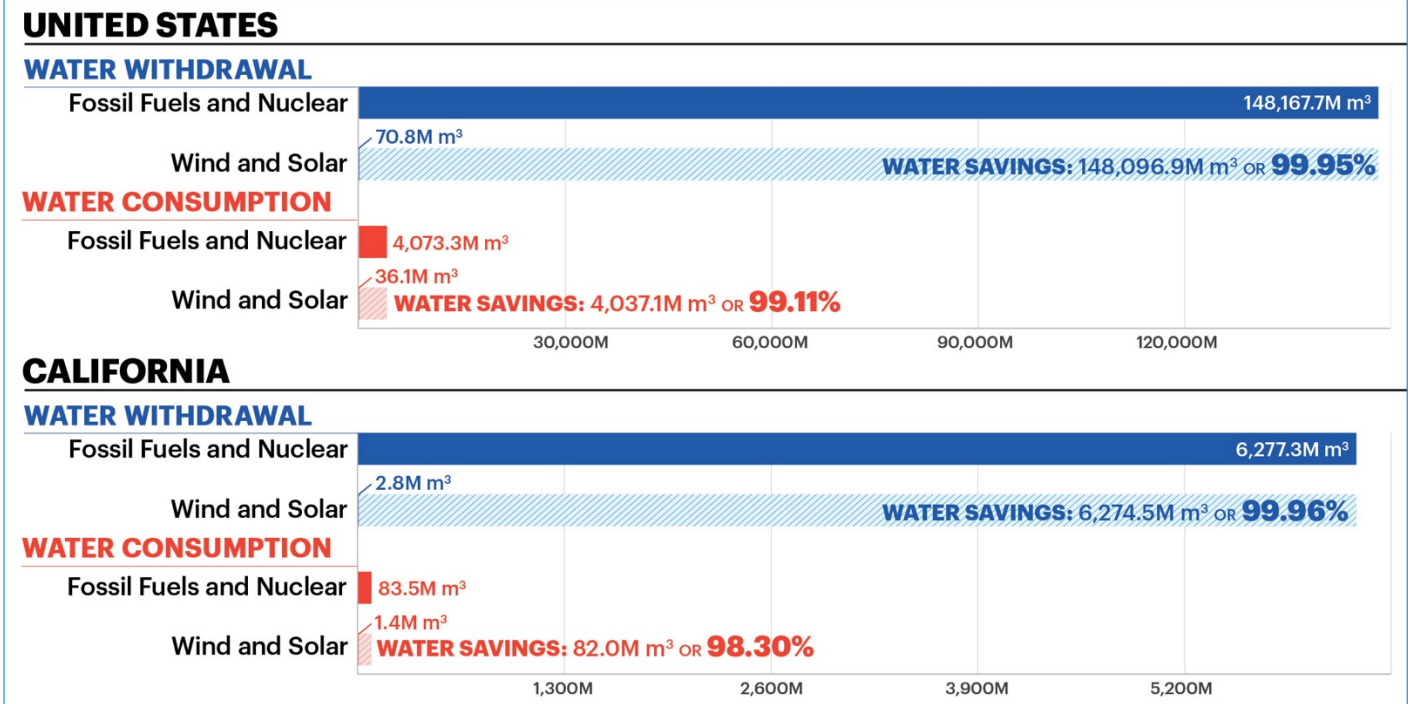 UNITED STATES
WATER WITHDRAWAL
Fossil Fuels and Nuclear
148,167.7M m³
70.8M m³
Wind and Solar
WATER SAVINGS: 148,096.9M m³ OR 99.95%
WATER CONSUMPTION
Fossil Fuels and Nuclear
4,073.3M m³
36.1M m³
Wind and Solar
WATER SAVINGS: 4,037.1M m³ OR 99.11%
30,000M 60,000M 90,000M 120,000M
CALIFORNIA
WATER WITHDRAWAL
Fossil Fuels and Nuclear
6,277.3M m³
2.8M m³
Wind and Solar
WATER SAVINGS: 6,274.5M m³ OR 99.96%
WATER CONSUMPTION
Fossil Fuels and Nuclear
83.5M m³
1.4M m³
Wind and Solar
WATER SAVINGS: 82.0M m³ OR 98.30%
1,300M 2,600M 3,900M 5,200M